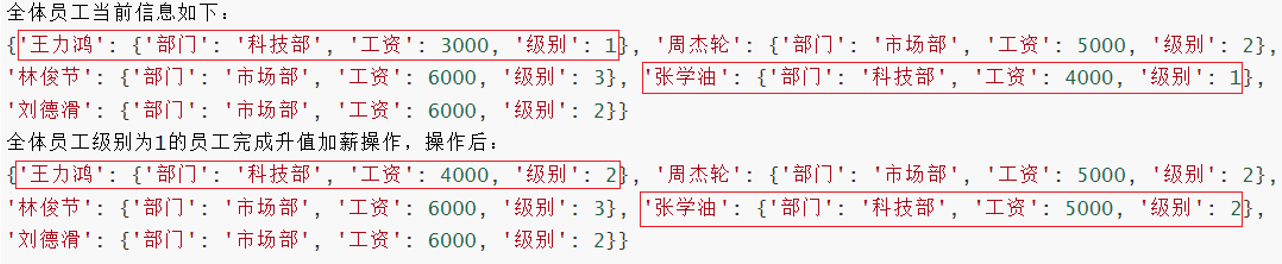 全体员工当前信息如下：
{'王力鸿': {'部门': '科技部', '工资': 3000, '级别': 1}, '周杰轮': {'部门': '市场部', '工资': 5000, '级别': 2},
'林俊节': {'部门': '市场部', '工资': 6000, '级别': 3}, '张学油': {'部门': '科技部', '工资': 4000, '级别': 1},
'刘德滑': {'部门': '市场部', '工资': 6000, '级别': 2}}
全体员工级别为1的员工完成升值加薪操作，操作后：
{'王力鸿': {'部门': '科技部', '工资': 4000, '级别': 2}, '周杰轮': {'部门': '市场部', '工资': 5000, '级别': 2},
'林俊节': {'部门': '市场部', '工资': 6000, '级别': 3}, '张学油': {'部门': '科技部', '工资': 5000, '级别': 2},
'刘德滑': {'部门': '市场部', '工资': 6000, '级别': 2}}